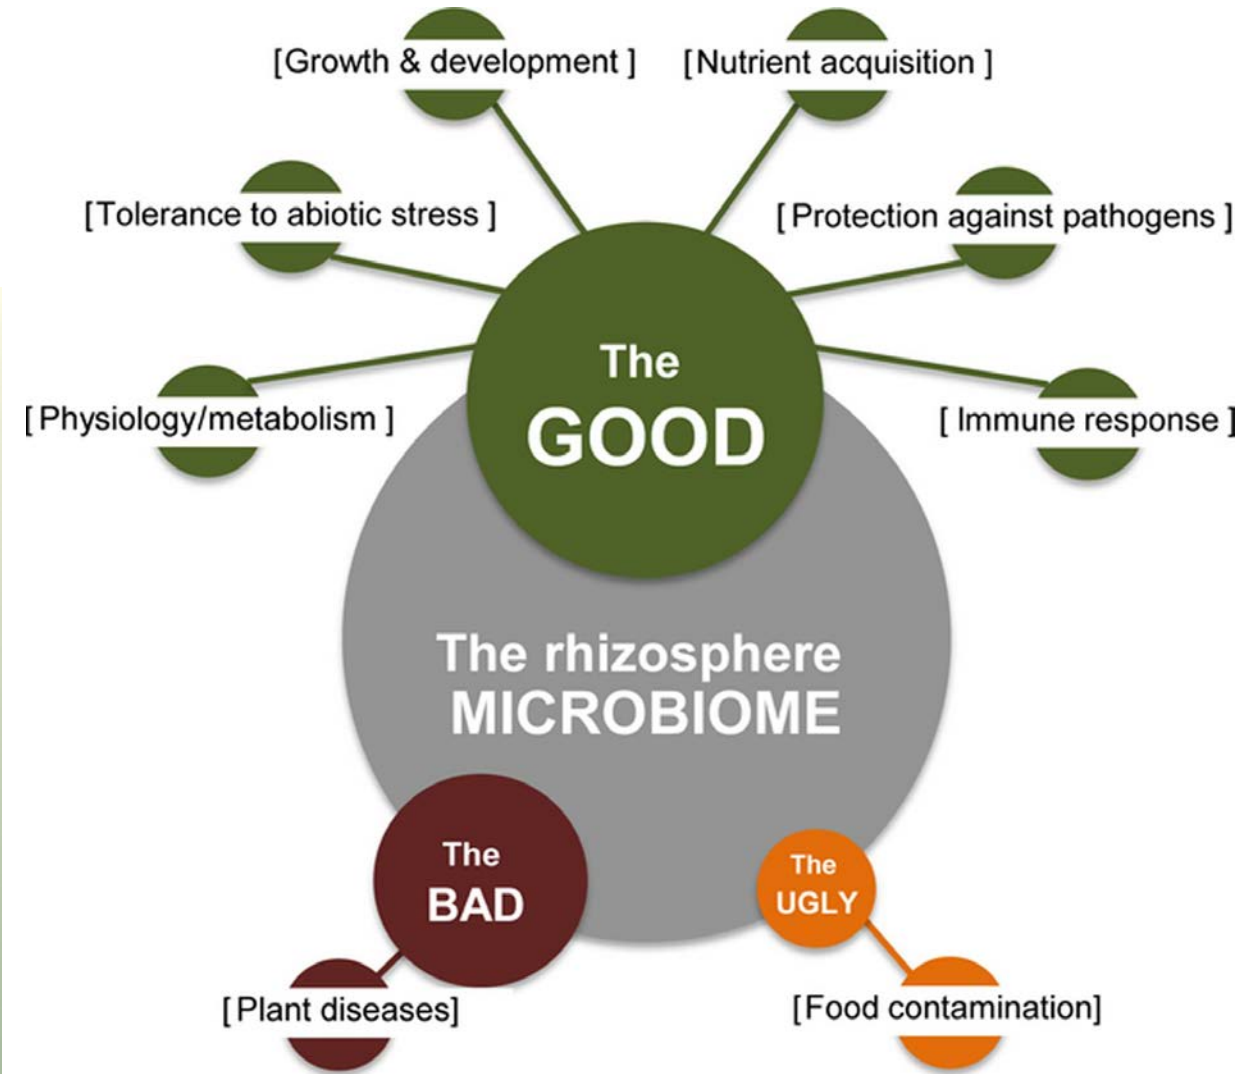 [Growth & development ]
[Nutrient acquisition ]
[Tolerance to abiotic stress ]
[Protection against pathogens ]
[Physiology/metabolism ]
[Immune response ]
The
GOOD
The rhizosphere
MICROBIOME
The
BAD
The
UGLY
[Plant diseases]
[Food contamination]